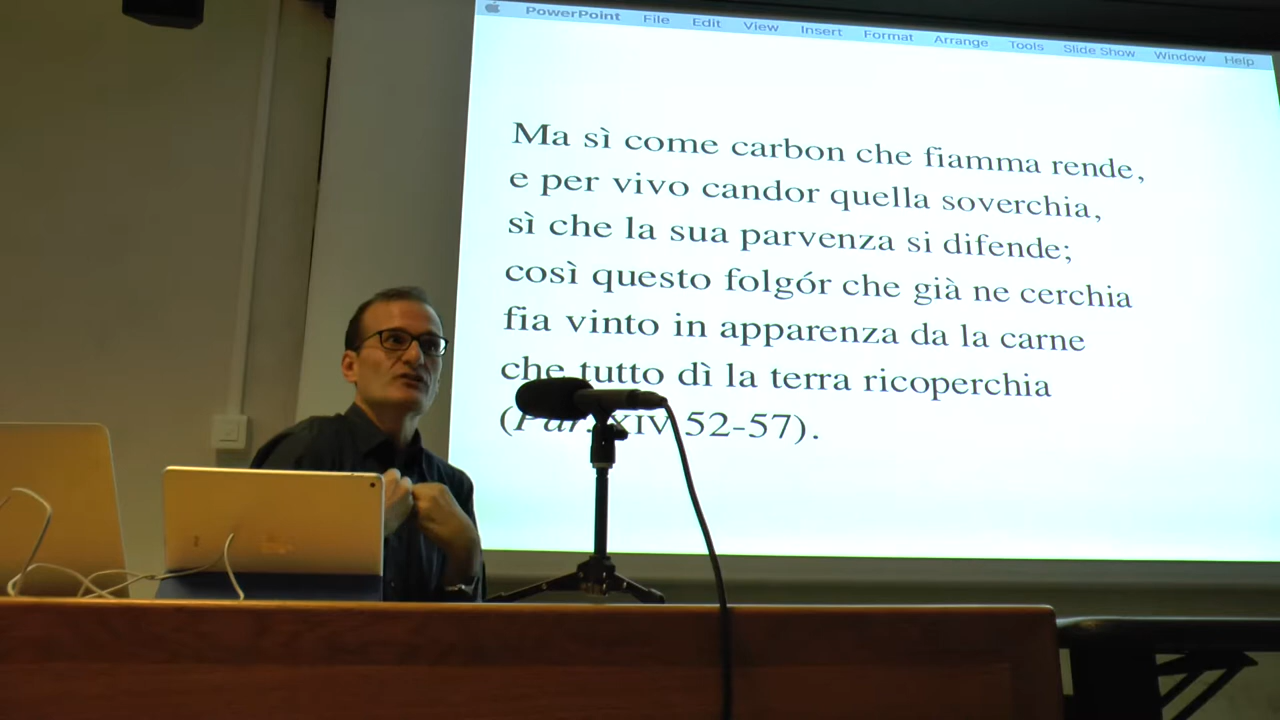 PowerPoint File Edit View Insert Format Arrange Tools Slide Show Window Help
Ma sì come carbon che fiamma rende,
e per vivo candor quella soverchia,
sì che la sua parvenza si difende;
così questo folgór che già ne cerchia
fia vinto in apparenza da la carne
che tutto dì la terra ricoperchia
(Par. XIV 52-57).